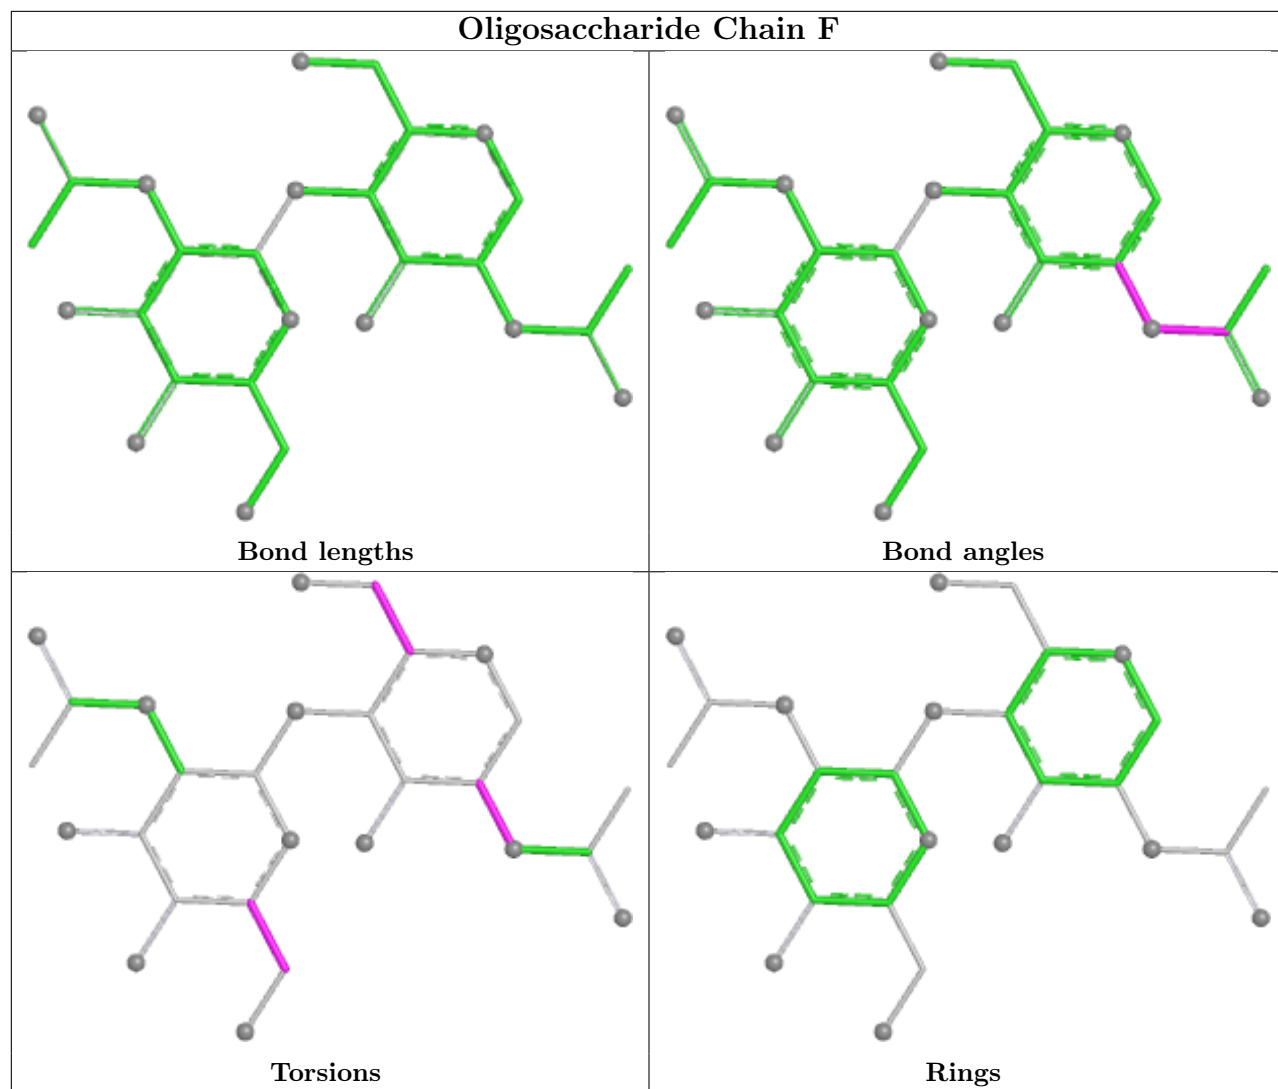 Oligosaccharide Chain F
Bond lengths
Bond angles
Torsions
Rings